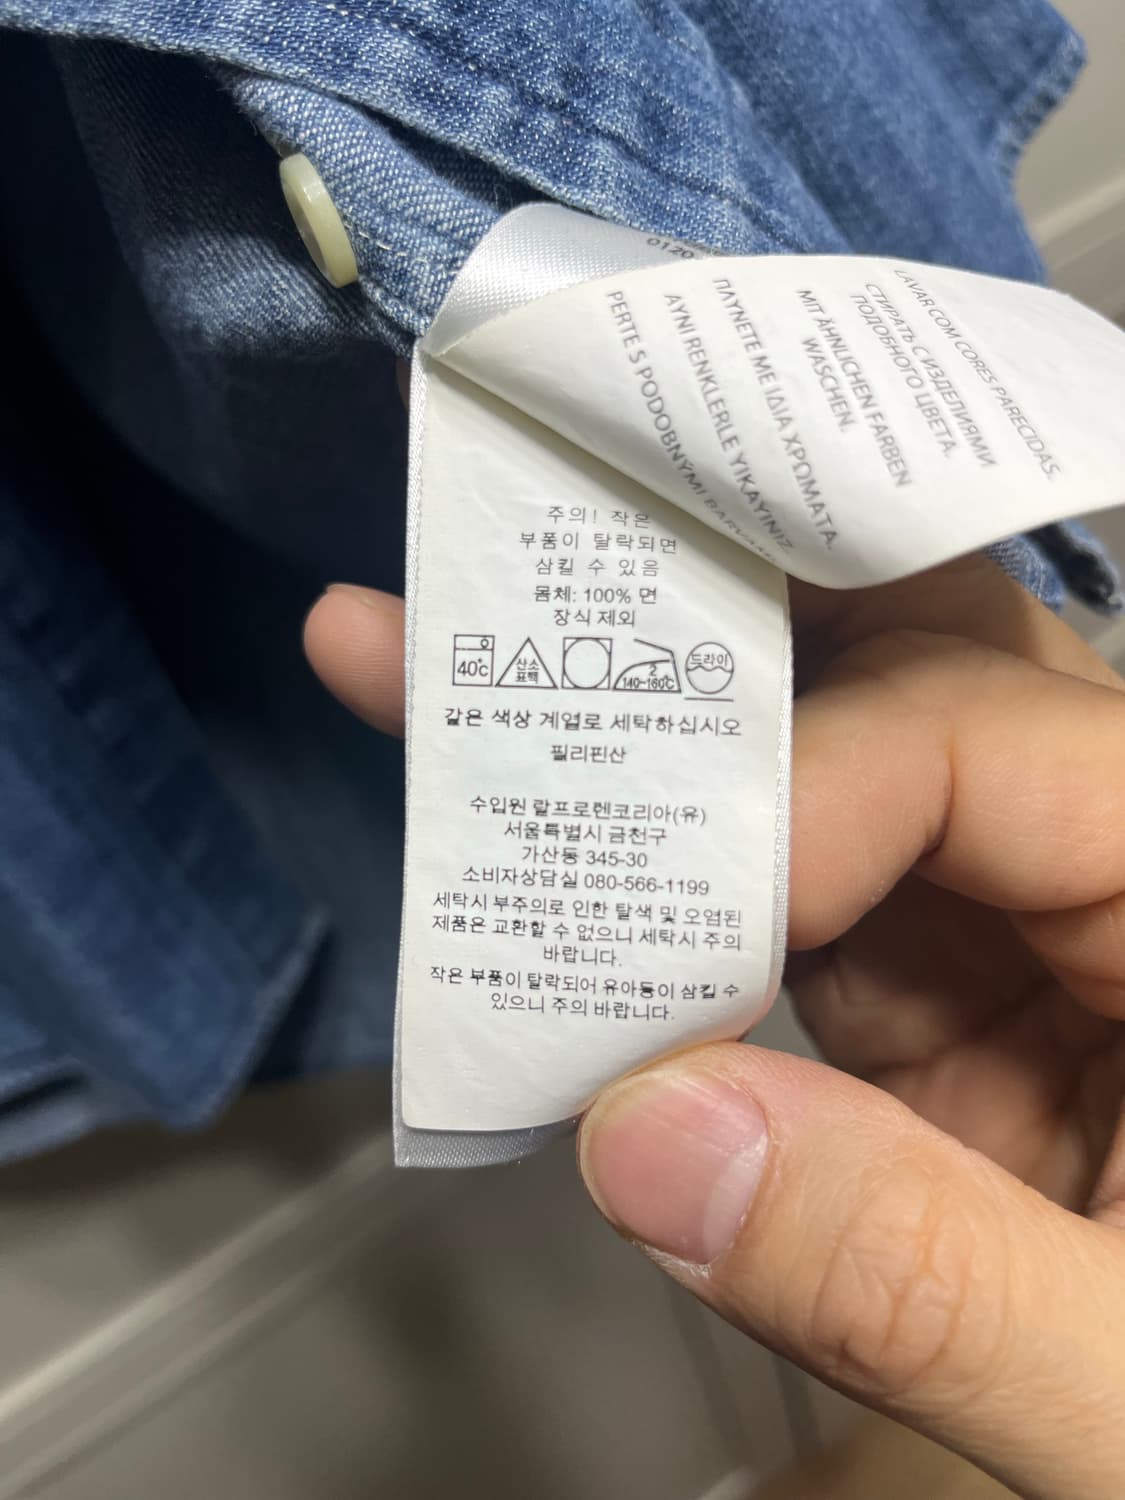 0120
LAVAR COM CORES PARECIDAS.
СТИРАТЬ С ИЗДЕЛИЯМИ
ПОДОБНОГО ЦВЕТА.
MIT ÄHNLICHEN FARBEN
WASCHEN.
ΠΛΥΝΕΤΕ ΜΕ ΙΔΙΑ ΧΡΩΜΑΤΑ.
AYNI RENKLERLE YIKAYINIZ.
PERTE S PODOBNÝMI
주의! 작은
부품이 탈락되면
삼킬 수 있음
몸체: 100% 면
장식 제외
40℃
산소
표백
2
140~160℃
드라이
같은 색상 계열로 세탁하십시오
필리핀산
수입원 랄프로렌코리아(유)
서울특별시 금천구
가산동 345-30
소비자상담실 080-566-1199
세탁시 부주의로 인한 탈색 및 오염된
제품은 교환할 수 없으니 세탁시 주의
바랍니다.
작은 부품이 탈락되어 유아등이 삼킬 수
있으니 주의 바랍니다.